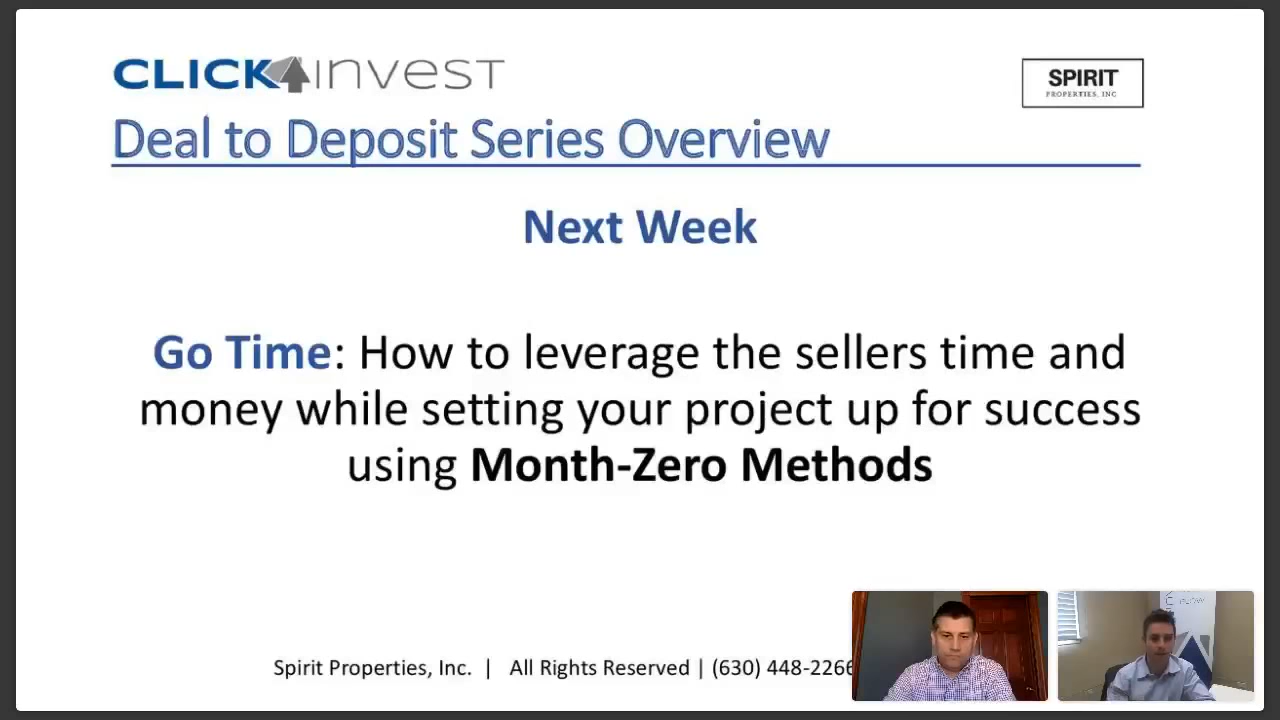 CLICK4INVEST
SPIRIT
PROPERTIES, INC
Deal to Deposit Series Overview
Next Week
Go Time: How to leverage the sellers time and
money while setting your project up for success
using Month-Zero Methods
Spirit Properties, Inc. | All Rights Reserved | (630) 448-2266